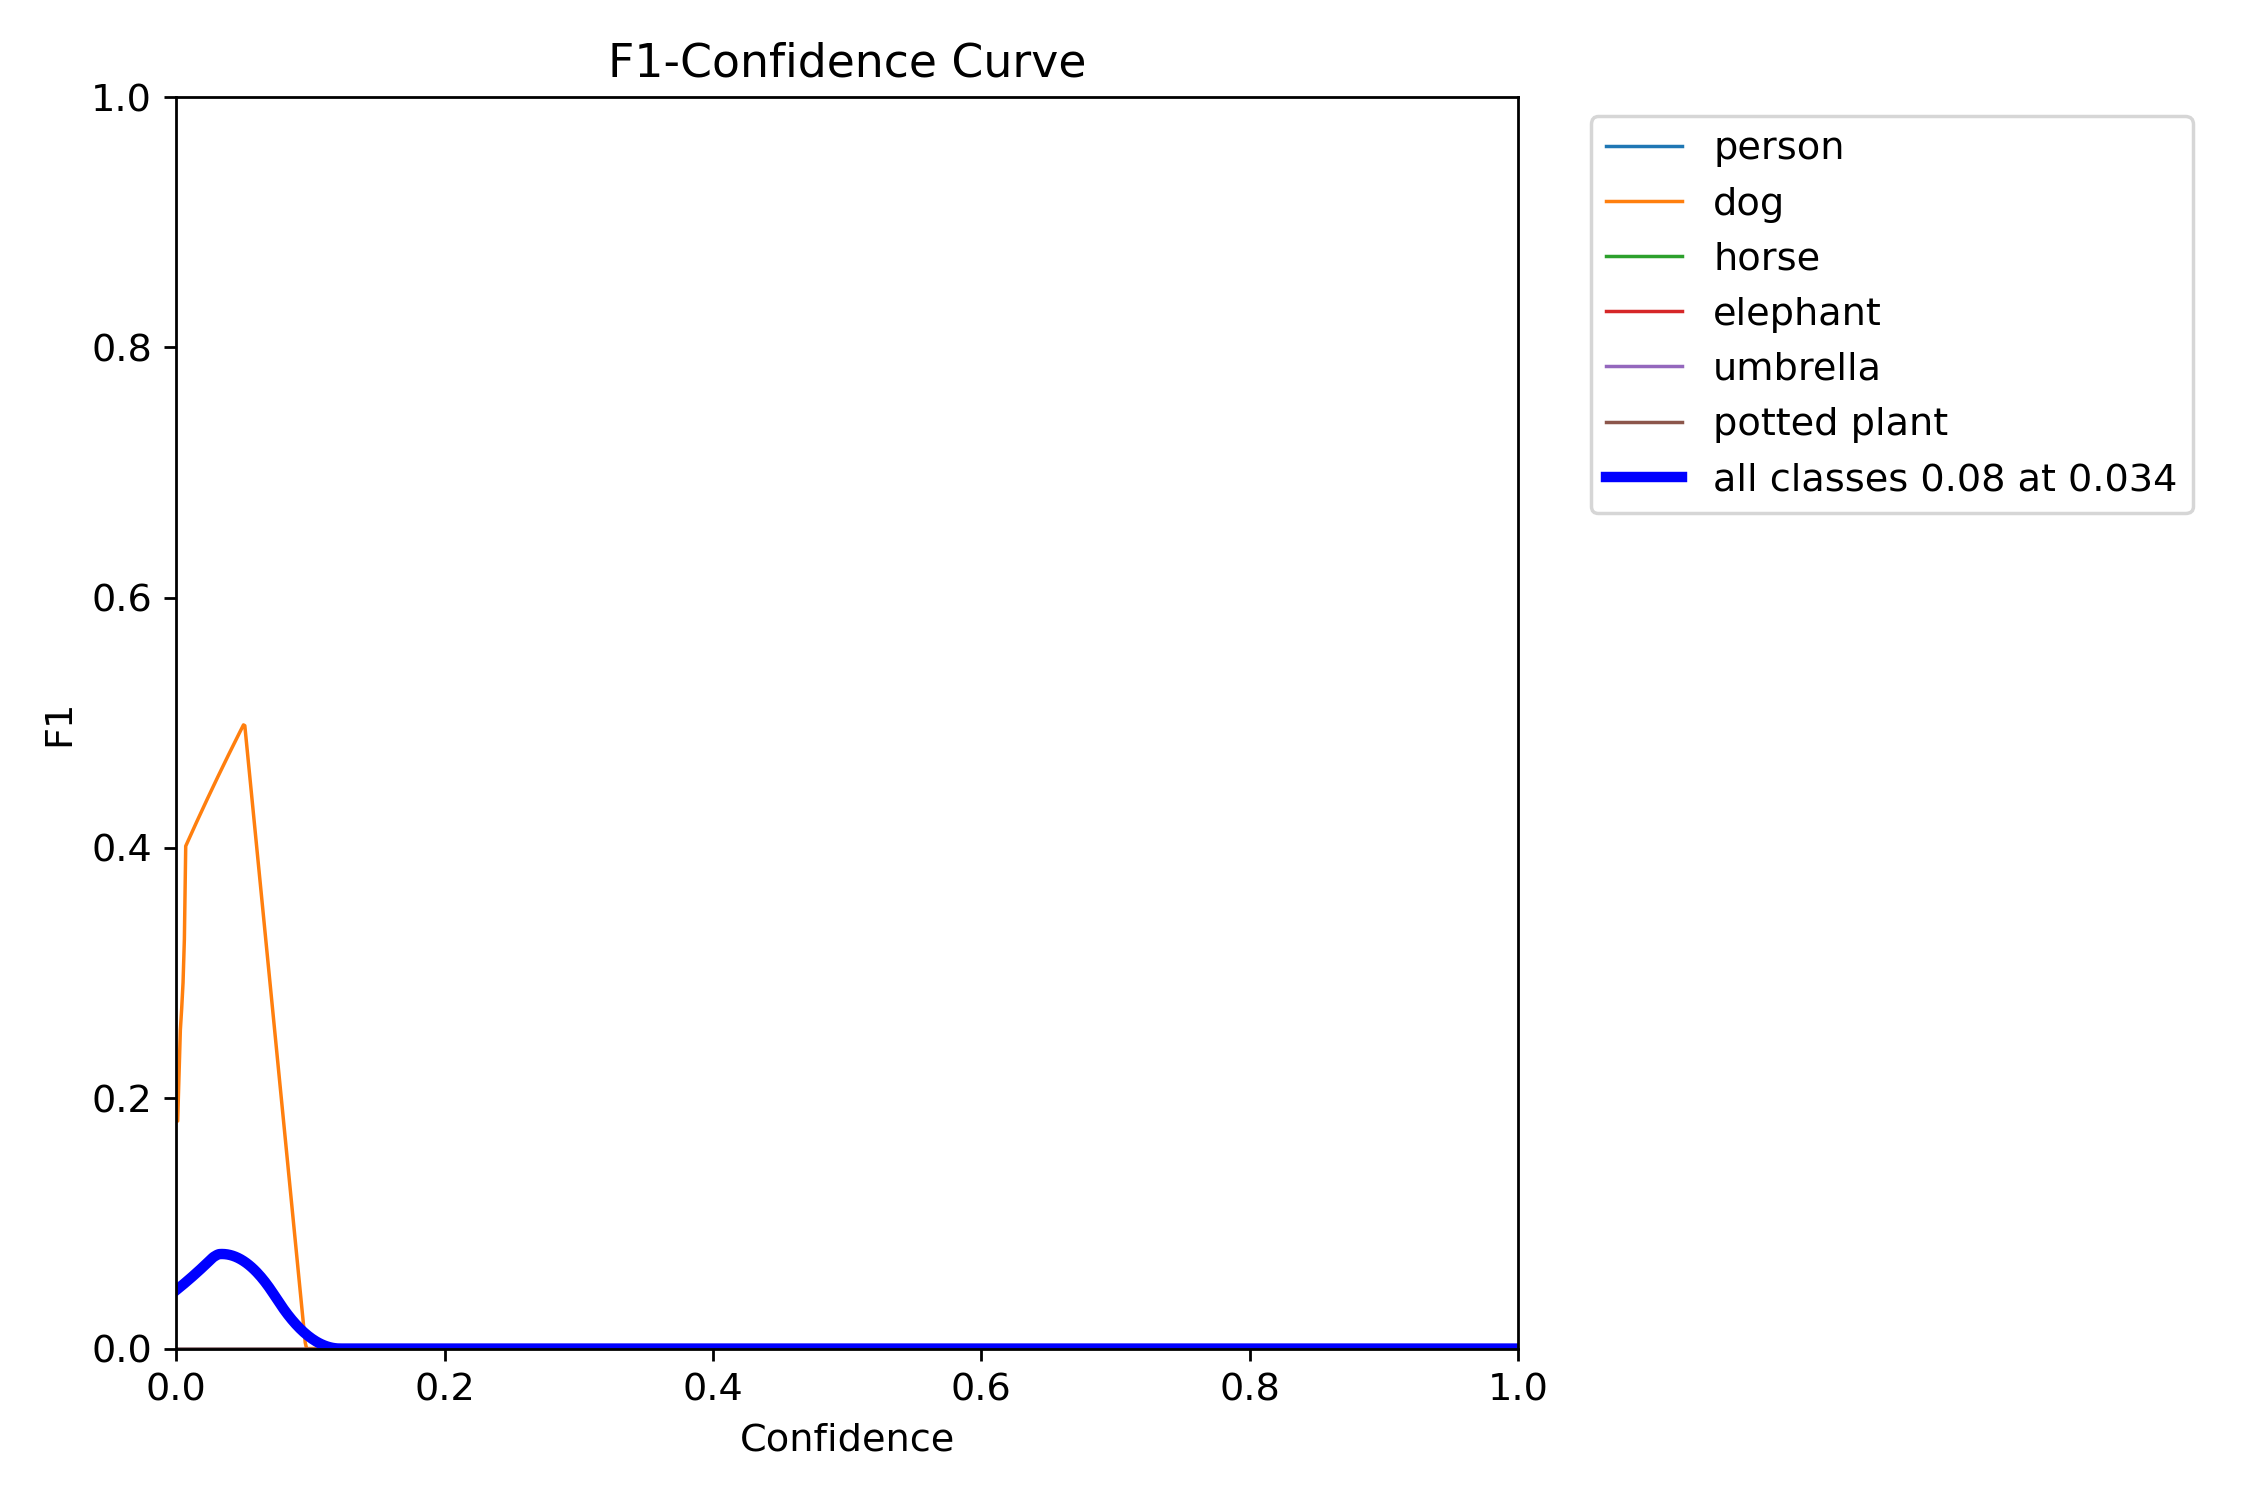 F1-Confidence Curve
1.0
0.8
0.6
0.4
0.2
0.0
F1
0.0 0.2 0.4 0.6 0.8 1.0
Confidence
person
dog
horse
elephant
umbrella
potted plant
all classes 0.08 at 0.034